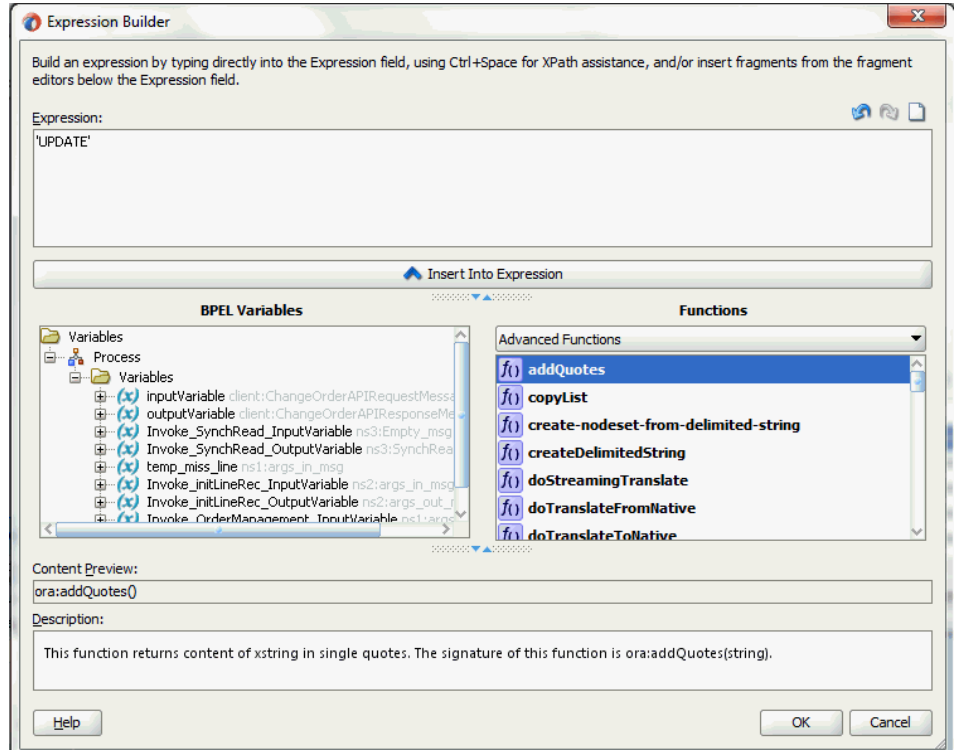 Expression Builder
Build an expression by typing directly into the Expression field, using Ctrl+Space for XPath assistance, and/or insert fragments from the fragment
editors below the Expression field.
Expression:
'UPDATE'
Insert Into Expression
BPEL Variables
Variables
Process
Variables
inputVariable client:ChangeOrderAPIRequestMessa
outputVariable client:ChangeOrderAPIResponseMe
Invoke_SynchRead_InputVariable ns3:Empty_msg
Invoke_SynchRead_OutputVariable ns3:SynchRea
temp_miss_line ns1:args_in_msg
Invoke_initLineRec_InputVariable ns2:args_in_msg
Invoke_initLineRec_OutputVariable ns2:args_out_r
Invoke_OrderManagement_InputVariable ns1:args
Functions
Advanced Functions
f() addQuotes
f() copyList
f() create-nodeset-from-delimited-string
f() createDelimitedString
f() doStreamingTranslate
f() doTranslateFromNative
f() doTranslateToNative
Content Preview:
ora:addQuotes()
Description:
This function returns content of xstring in single quotes. The signature of this function is ora:addQuotes(string).
Help
OK
Cancel